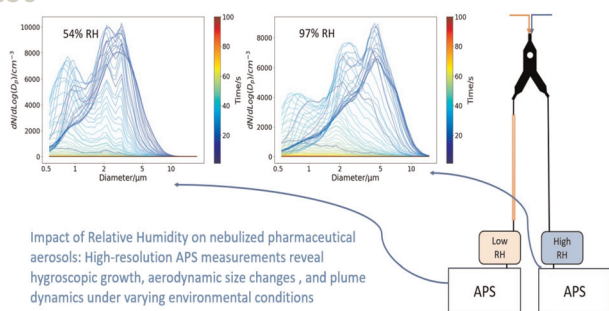 54% RH
10000
8000
6000
4000
2000
0
dN/dLog(Dₚ)/cm⁻³
0.5 1 2 5 10
Diameter/μm
100
80
60
40
20
Time/s
97% RH
8000
6000
4000
2000
0
dN/dLog(Dₚ)/cm⁻³
0.5 1 2 5 10
Diameter/μm
100
80
60
40
20
Time/s
Impact of Relative Humidity on nebulized pharmaceutical
aerosols: High-resolution APS measurements reveal
hygroscopic growth, aerodynamic size changes , and plume
dynamics under varying environmental conditions
Low
RH
High
RH
APS
APS